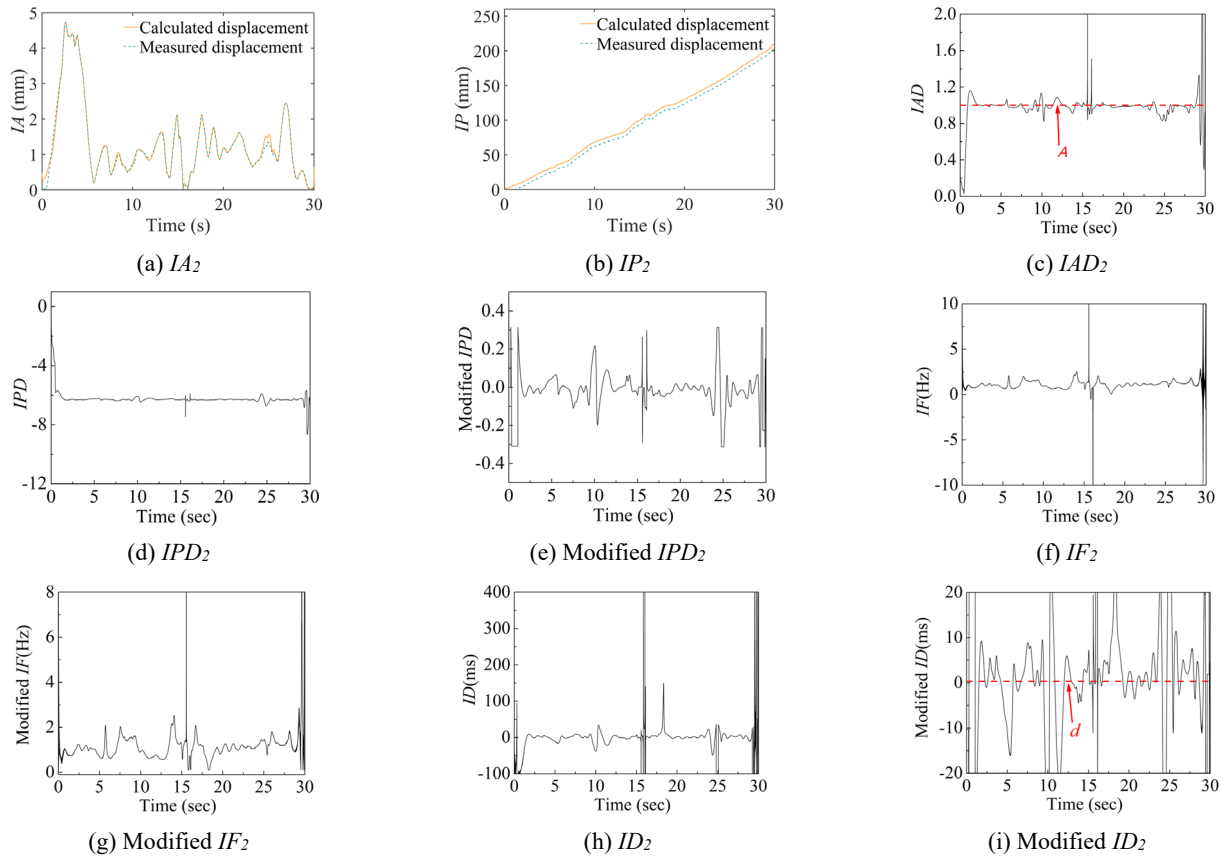 5
4
3
2
1
0
IA (mm)
Calculated displacement
Measured displacement
0 10 20 30
Time (s)
(a) IA2
250
200
150
100
50
0
IP (mm)
Calculated displacement
Measured displacement
0 10 20 30
Time (s)
(b) IP2
2.0
1.6
1.2
0.8
0.4
0.0
IAD
A
0 5 10 15 20 25 30
Time (sec)
(c) IAD2
0
-4
-8
-12
IPD
0 5 10 15 20 25 30
Time (sec)
(d) IPD2
0.4
0.2
0.0
-0.2
-0.4
Modified IPD
0 5 10 15 20 25 30
Time (sec)
(e) Modified IPD2
10
5
0
-5
-10
IF(Hz)
0 5 10 15 20 25 30
Time (sec)
(f) IF2
8
6
4
2
0
Modified IF(Hz)
0 5 10 15 20 25 30
Time (sec)
(g) Modified IF2
400
300
200
100
0
-100
ID(ms)
0 5 10 15 20 25 30
Time (sec)
(h) ID2
20
10
0
-10
-20
Modified ID(ms)
d
0 5 10 15 20 25 30
Time (sec)
(i) Modified ID2